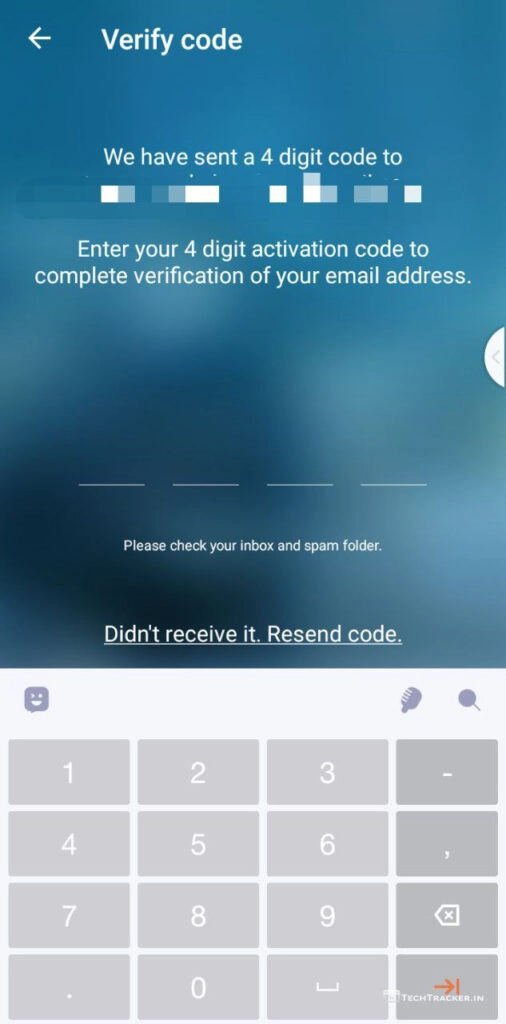 Verify code
We have sent a 4 digit code to
Enter your 4 digit activation code to
complete verification of your email address.
Please check your inbox and spam folder.
Didn't receive it. Resend code.
1 2 3 -
4 5 6 ,
7 8 9
. 0
TECHTRACKER.IN